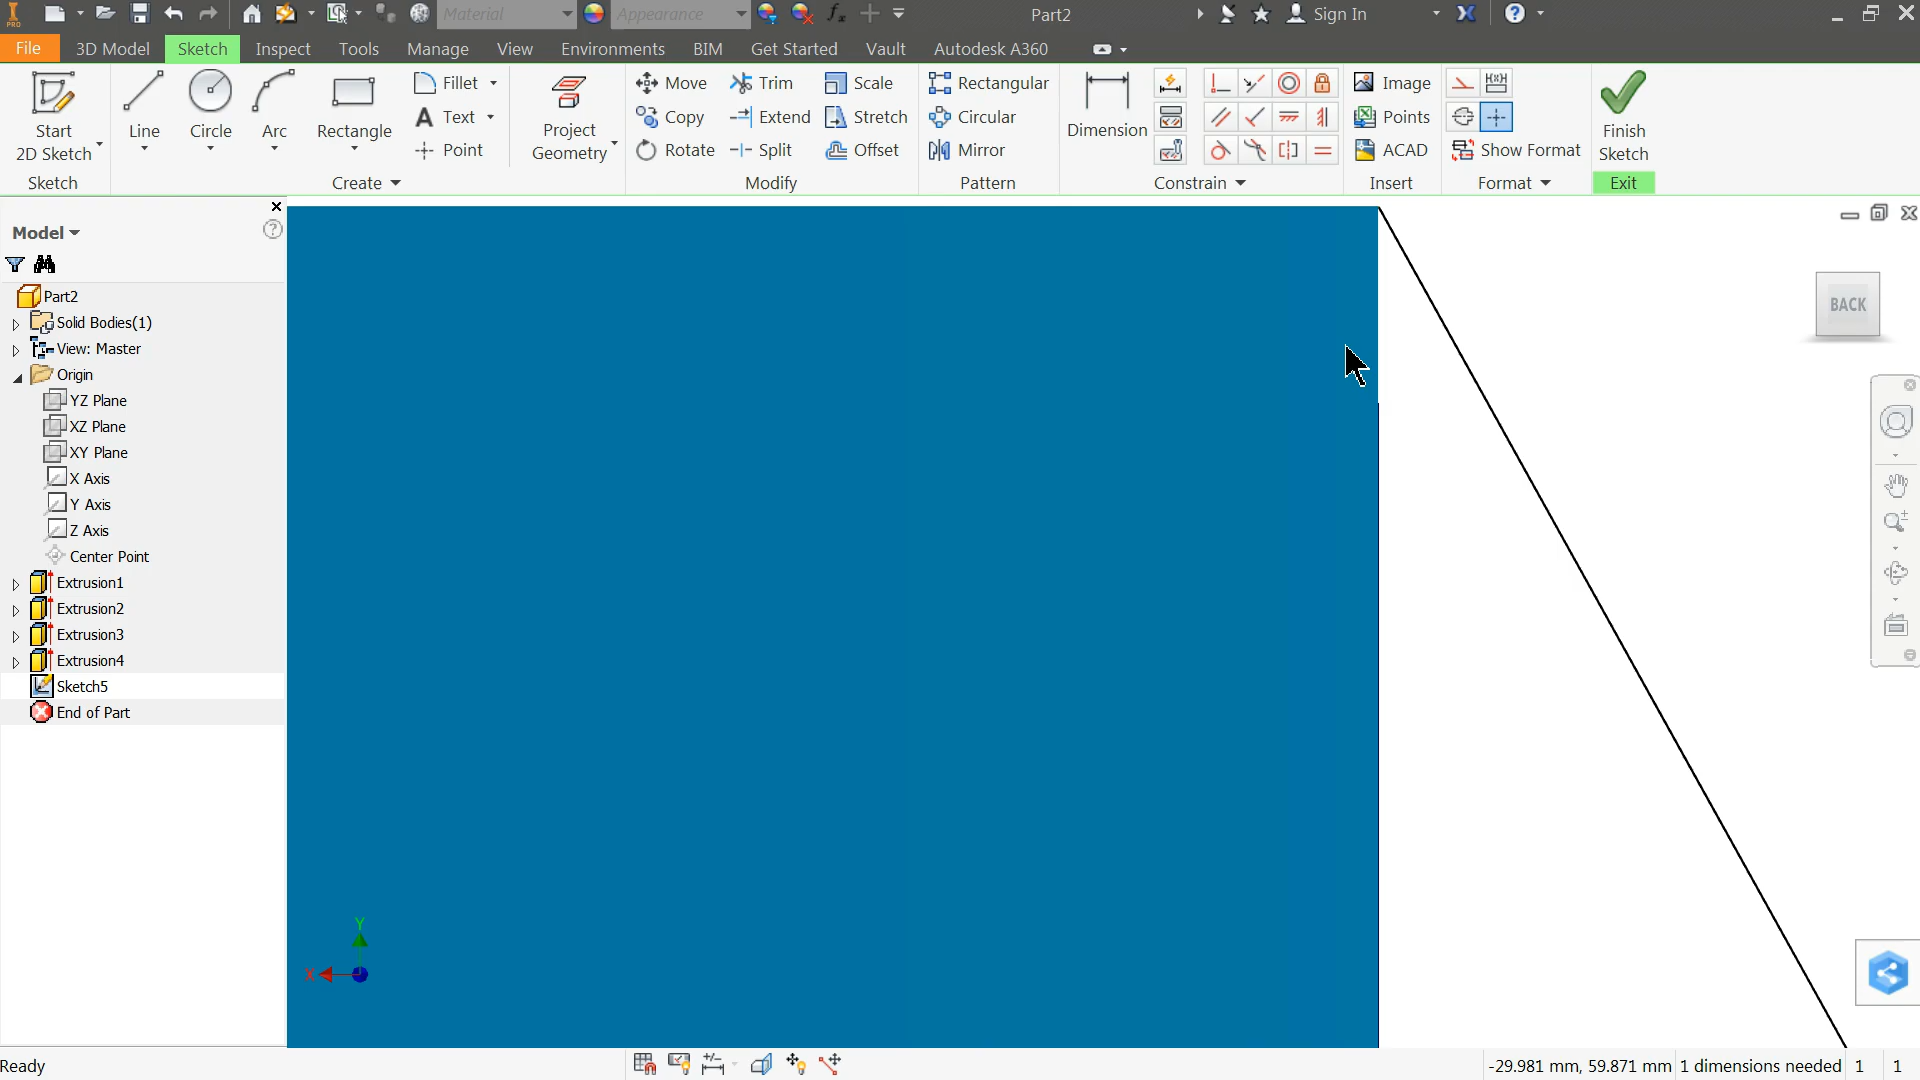 PRO
Material
Appearance
fx
Part2
Sign In
File
3D Model
Sketch
Inspect
Tools
Manage
View
Environments
BIM
Get Started
Vault
Autodesk A360
Start
2D Sketch
Line
Circle
Arc
Rectangle
Fillet
Text
Point
Project
Geometry
Move
Copy
Rotate
Trim
Extend
Split
Scale
Stretch
Offset
Rectangular
Circular
Mirror
Dimension
Image
Points
ACAD
Show Format
Finish
Sketch
Sketch
Create
Modify
Pattern
Constrain
Insert
Format
Exit
Model
Part2
Solid Bodies(1)
View: Master
Origin
YZ Plane
XZ Plane
XY Plane
X Axis
Y Axis
Z Axis
Center Point
Extrusion1
Extrusion2
Extrusion3
Extrusion4
Sketch5
End of Part
BACK
Y
X
Ready
-29.981 mm, 59.871 mm
1 dimensions needed
1
1